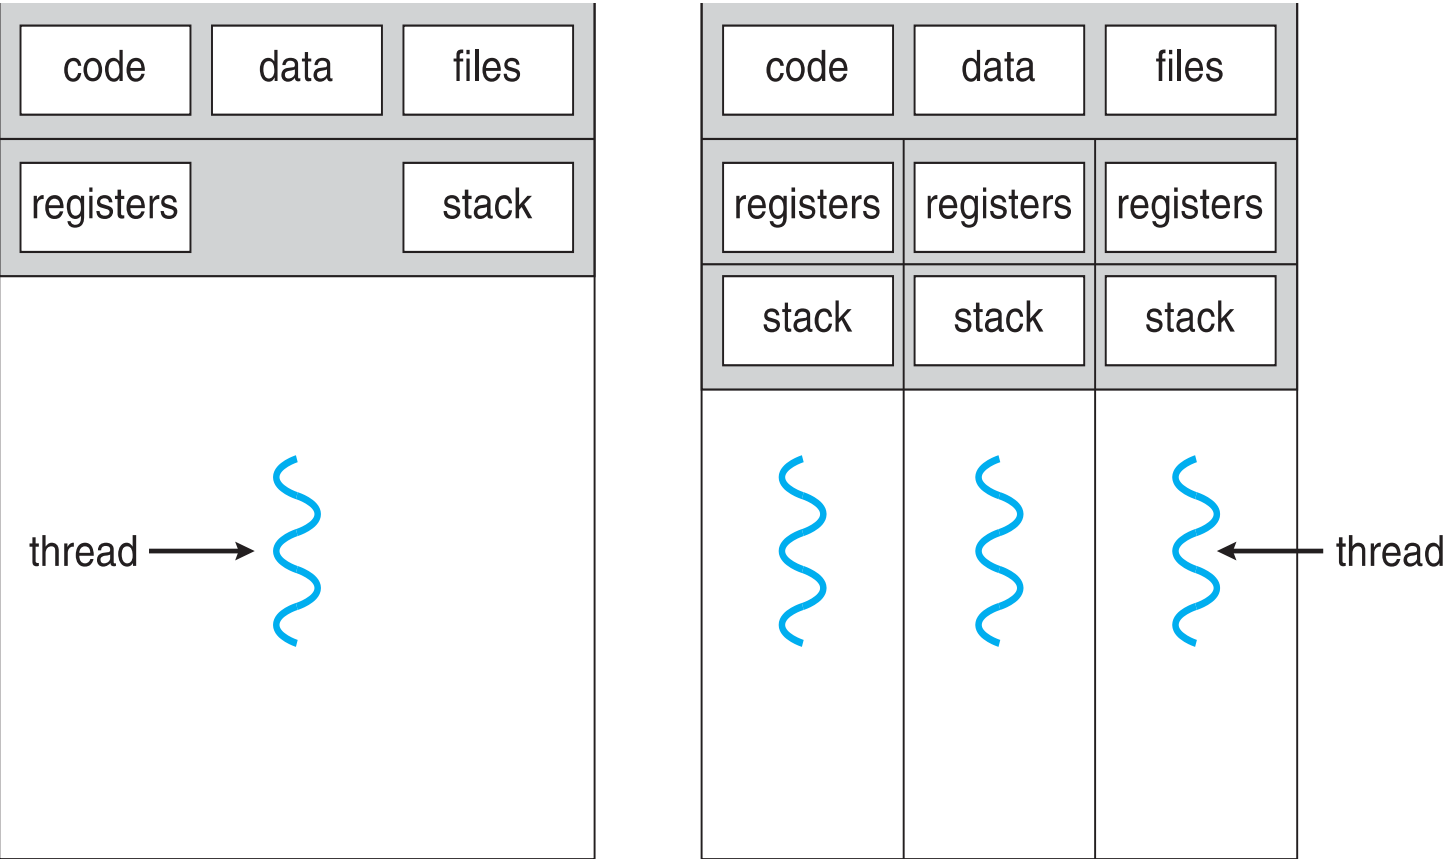 code data files
registers stack
thread
code data files
registers registers registers
stack stack stack
thread